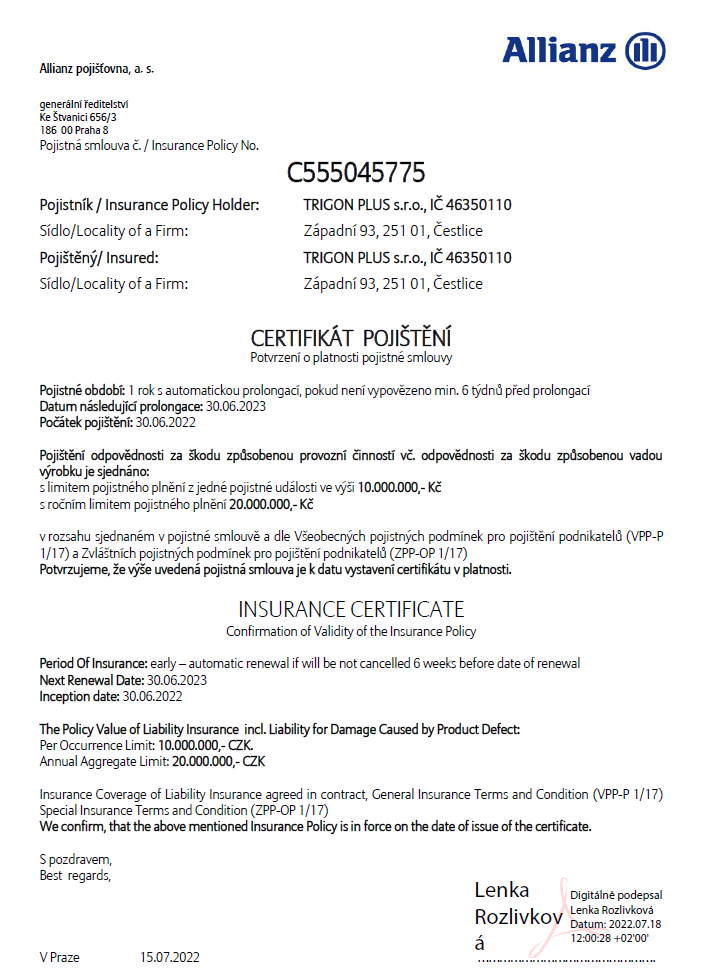 Allianz
Allianz pojišťovna, a. s.
generální ředitelství
Ke Štvanici 656/3
186 00 Praha 8
Pojistná smlouva č. / Insurance Policy No.
C555045775
Pojistník / Insurance Policy Holder: TRIGON PLUS s.r.o., IČ 46350110
Sídlo/Locality of a Firm: Západní 93, 251 01, Čestlice
Pojištěný/ Insured: TRIGON PLUS s.r.o., IČ 46350110
Sídlo/Locality of a Firm: Západní 93, 251 01, Čestlice
CERTIFIKÁT POJIŠTĚNÍ
Potvrzení o platnosti pojistné smlouvy
Pojistné období: 1 rok s automatickou prolongací, pokud není vypovězeno min. 6 týdnů před prolongací
Datum následující prolongace: 30.06.2023
Počátek pojištění: 30.06.2022
Pojištění odpovědnosti za škodu způsobenou provozní činností vč. odpovědnosti za škodu způsobenou vadou
výrobku je sjednáno:
s limitem pojistného plnění z jedné pojistné události ve výši 10.000.000,- Kč
s ročním limitem pojistného plnění 20.000.000,- Kč
v rozsahu sjednaném v pojistné smlouvě a dle Všeobecných pojistných podmínek pro pojištění podnikatelů (VPP-P
1/17) a Zvláštních pojistných podmínek pro pojištění podnikatelů (ZPP-OP 1/17)
Potvrzujeme, že výše uvedená pojistná smlouva je k datu vystavení certifikátu v platnosti.
INSURANCE CERTIFICATE
Confirmation of Validity of the Insurance Policy
Period Of Insurance: early – automatic renewal if will be not cancelled 6 weeks before date of renewal
Next Renewal Date: 30.06.2023
Inception date: 30.06.2022
The Policy Value of Liability Insurance incl. Liability for Damage Caused by Product Defect:
Per Occurrence Limit: 10.000.000,- CZK.
Annual Aggregate Limit: 20.000.000,- CZK
Insurance Coverage of Liability Insurance agreed in contract, General Insurance Terms and Condition (VPP-P 1/17)
Special Insurance Terms and Condition (ZPP-OP 1/17)
We confirm, that the above mentioned Insurance Policy is in force on the date of issue of the certificate.
S pozdravem,
Best regards,
Lenka
Rozlivkov
á
Digitálně podepsal
Lenka Rozlivková
Datum: 2022.07.18
12:00:28 +02'00'
V Praze 15.07.2022